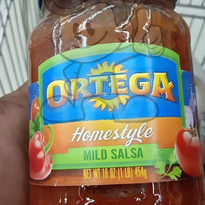 ORTEGA
Homestyle
MILD SALSA
NET WT 16 OZ (1 LB) 454g